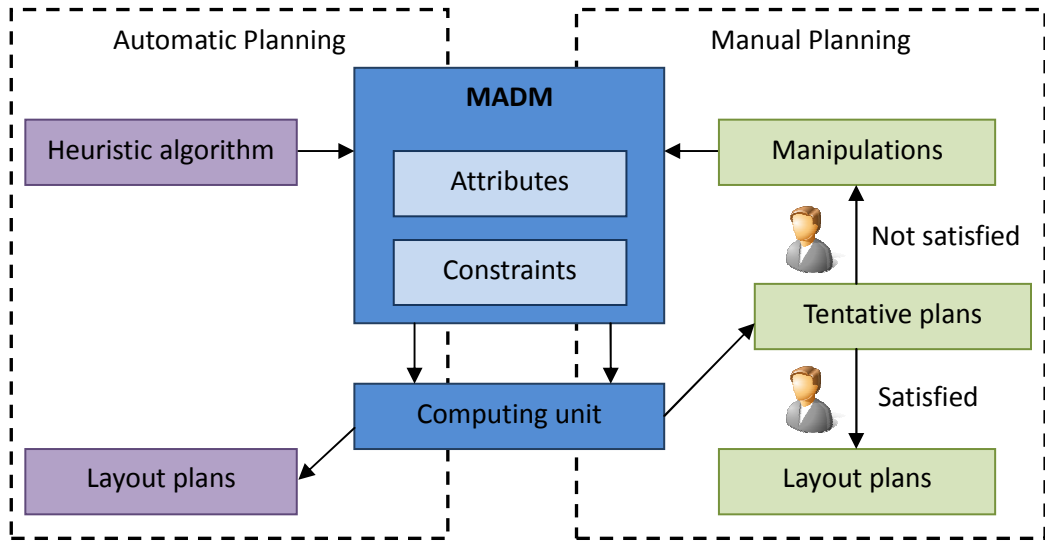 Automatic Planning
Manual Planning
MADM
Heuristic algorithm
Manipulations
Attributes
Not satisfied
Constraints
Tentative plans
Satisfied
Computing unit
Layout plans
Layout plans